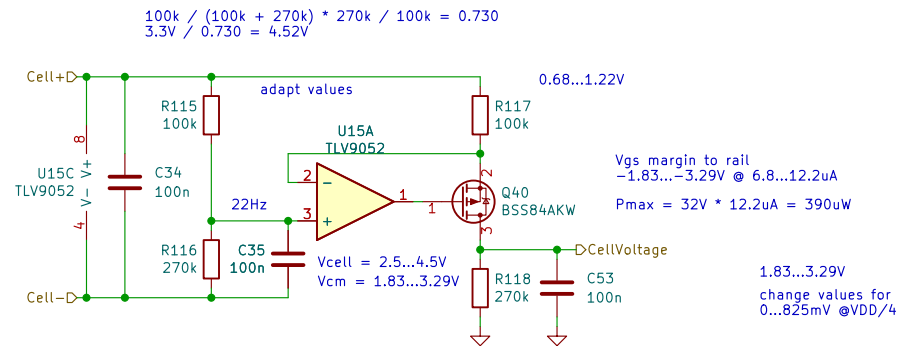 100k / (100k + 270k) * 270k / 100k = 0.730
3.3V / 0.730 = 4.52V
Cell+
adapt values
0.68...1.22V
R115
100k
R117
100k
U15A
TLV9052
8
V+
U15C
TLV9052
V-
4
C34
100n
2
-
1
3
+
22Hz
2
1
3
Q40
BSS84AKW
Vgs margin to rail
-1.83...-3.29V @ 6.8...12.2uA
Pmax = 32V * 12.2uA = 390uW
R116
270k
C35
100n
Vcell = 2.5...4.5V
Vcm = 1.83...3.29V
CellVoltage
R118
270k
C53
100n
1.83...3.29V
change values for
0...825mV @VDD/4
Cell-